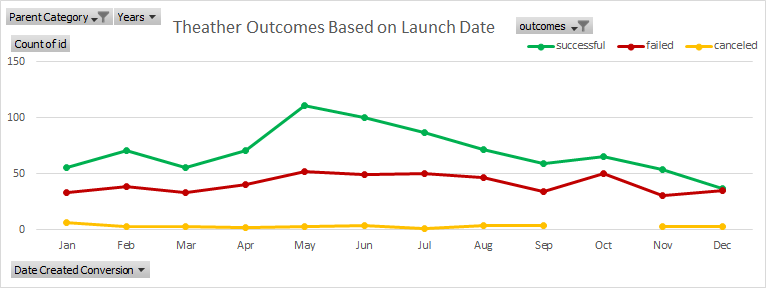 Parent Category Years
Theather Outcomes Based on Launch Date
outcomes
Count of id
successful failed canceled
150
100
50
0
Jan Feb Mar Apr May Jun Jul Aug Sep Oct Nov Dec
Date Created Conversion